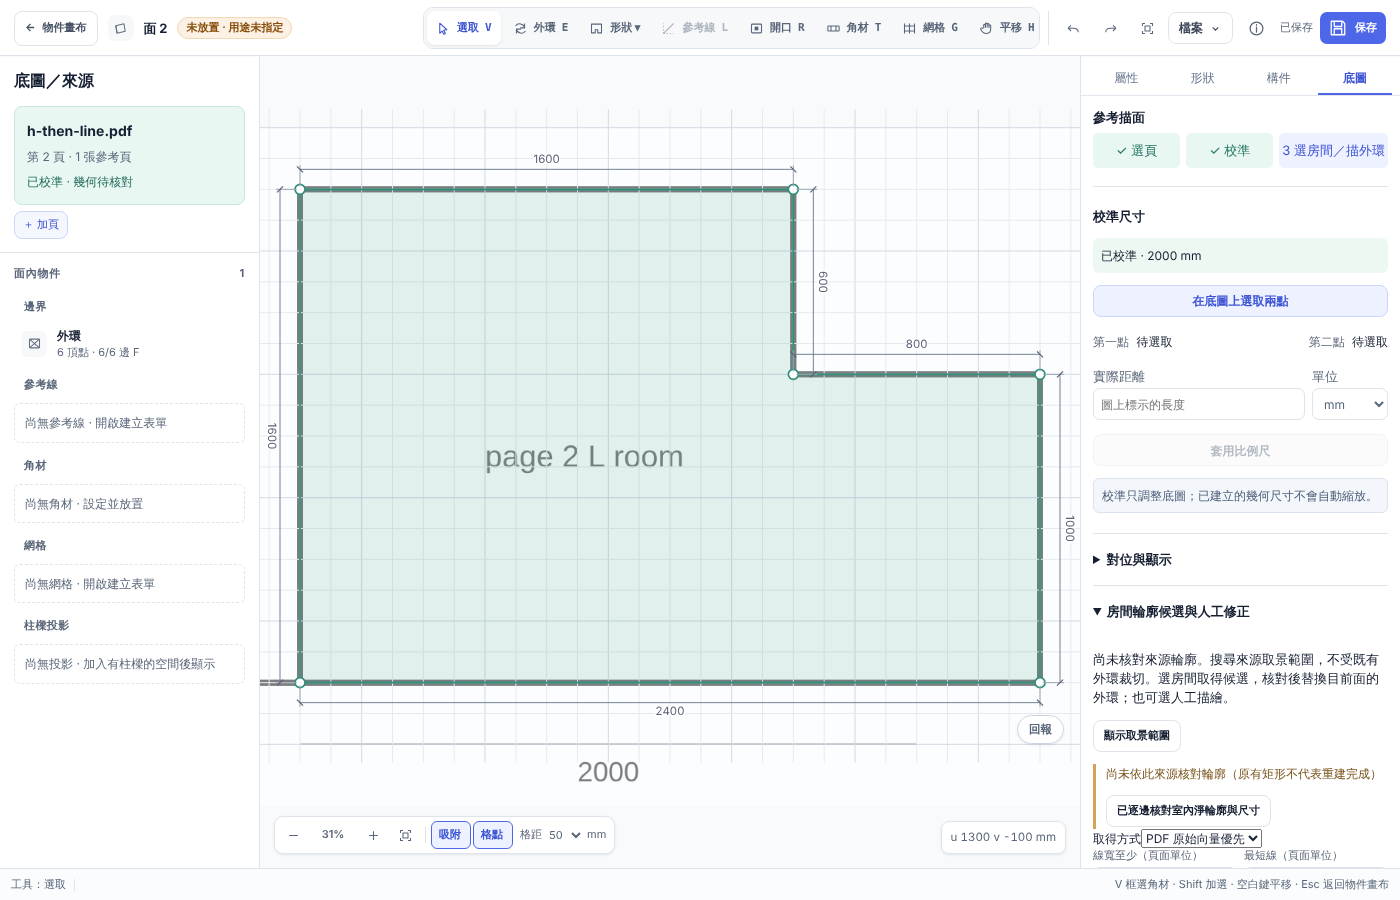 ← 物件畫布
面 2
未放置 · 用途未指定
選取 V
外環 E
形狀▾
參考線 L
開口 R
角材 T
網格 G
平移 H
檔案
已保存
保存
底圖／來源
h-then-line.pdf
第 2 頁 · 1 張參考頁
已校準 · 幾何待核對
＋ 加頁
面內物件 1
邊界
外環
6 頂點 · 6/6 邊 F
參考線
尚無參考線 · 開啟建立表單
角材
尚無角材 · 設定並放置
網格
尚無網格 · 開啟建立表單
柱樑投影
尚無投影 · 加入有柱樑的空間後顯示
1600
600
800
1600
page 2 L room
1000
2400
回報
2000
− 31% +
吸附
格點
格距 50 mm
u 1300 v -100 mm
屬性
形狀
構件
底圖
參考描面
✓ 選頁
✓ 校準
3 選房間／描外環
校準尺寸
已校準 · 2000 mm
在底圖上選取兩點
第一點 待選取
第二點 待選取
實際距離
單位
圖上標示的長度
mm
套用比例尺
校準只調整底圖；已建立的幾何尺寸不會自動縮放。
▶ 對位與顯示
▼ 房間輪廓候選與人工修正
尚未核對來源輪廓。搜尋來源取景範圍，不受既有
外環裁切。選房間取得候選，核對後替換目前面的
外環；也可選人工描繪。
顯示取景範圍
尚未依此來源核對輪廓（原有矩形不代表重建完成）
已逐邊核對室內淨輪廓與尺寸
取得方式 PDF 原始向量優先
線寬至少（頁面單位）
最短線（頁面單位）
工具：選取
V 框選角材 · Shift 加選 · 空白鍵平移 · Esc 返回物件畫布